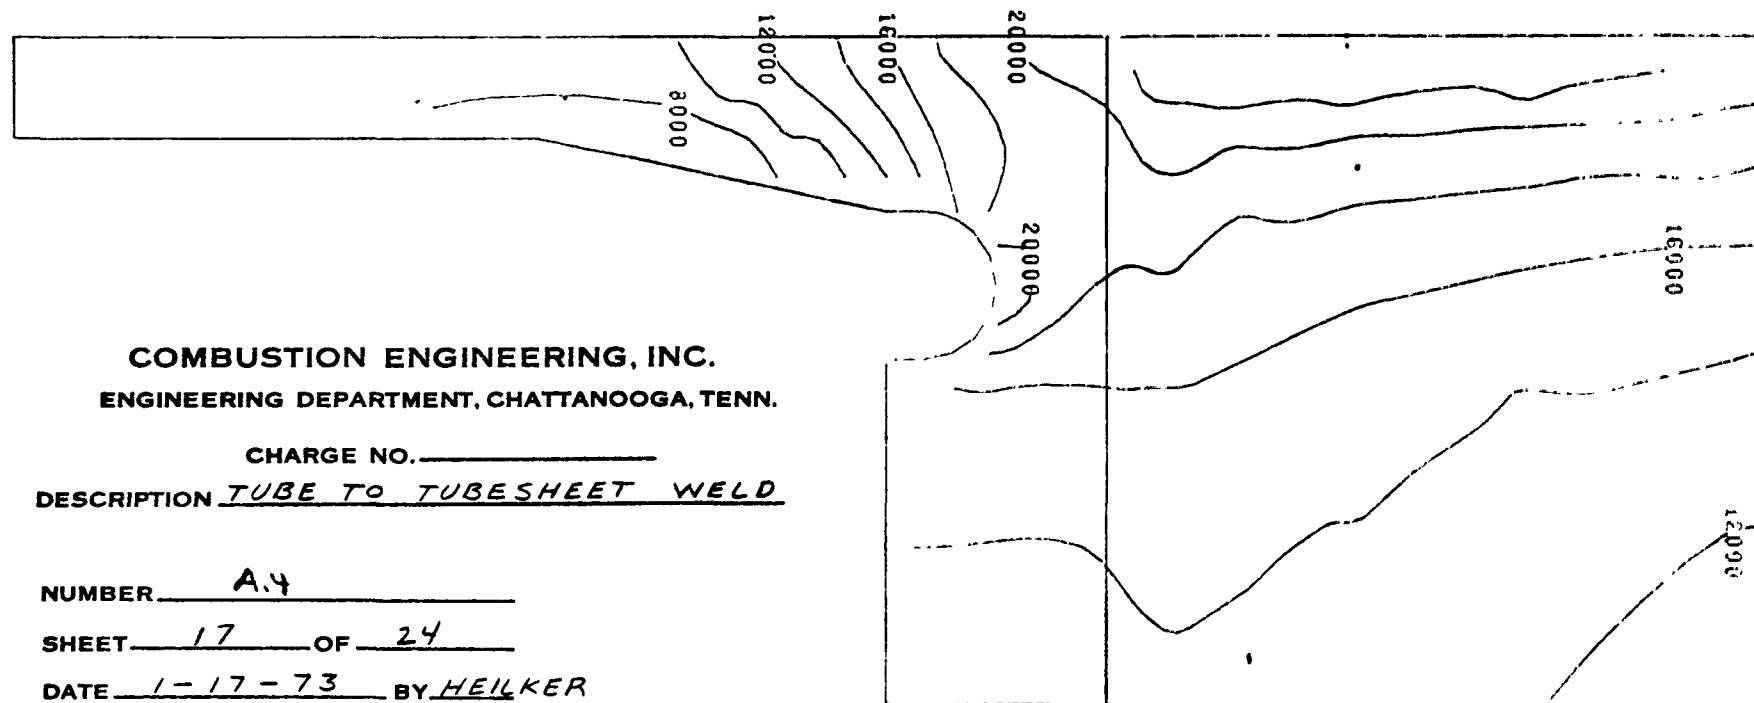 12000
16000
20000
8000
20000
16000
12000
COMBUSTION ENGINEERING, INC.
ENGINEERING DEPARTMENT, CHATTANOOGA, TENN.
CHARGE NO.
DESCRIPTION TUBE TO TUBESHEET WELD
NUMBER A.4
SHEET 17 OF 24
DATE 1-17-73 BY HEILKER